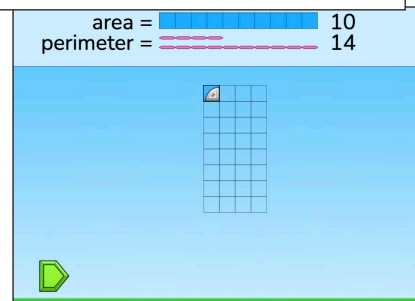 area = 10
perimeter = 14